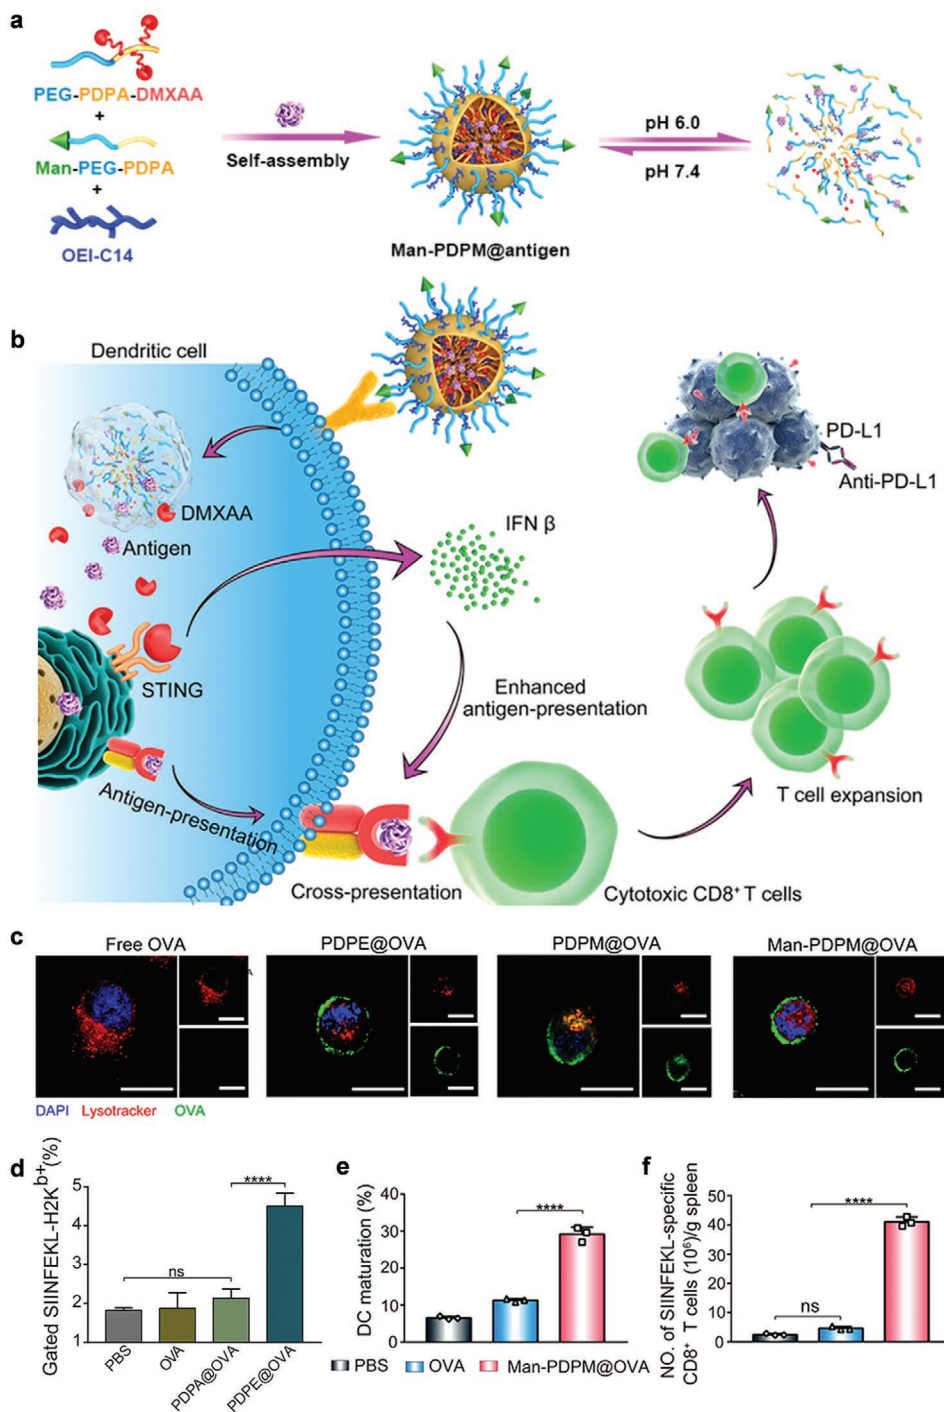 a
PEG-PDPA-DMXAA
+
Man-PEG-PDPA
+
OEI-C14
Self-assembly
Man-PDPM@antigen
pH 6.0
pH 7.4
b
Dendritic cell
DMXAA
Antigen
STING
Antigen-presentation
IFN β
Enhanced
antigen-presentation
Cross-presentation
Cytotoxic CD8⁺ T cells
T cell expansion
PD-L1
Anti-PD-L1
c
Free OVA
PDPE@OVA
PDPM@OVA
Man-PDPM@OVA
DAPI Lysotracker OVA
d
Gated SIINFEKL-H2Kᵇ⁺(%)
5
4
3
2
1
ns
****
PBS
OVA
PDPA@OVA
PDPE@OVA
e
DC maturation (%)
40
30
20
10
0
****
PBS OVA Man-PDPM@OVA
f
NO. of SIINFEKL-specific
CD8⁺ T cells (10⁶)/g spleen
50
40
30
20
10
0
ns
****